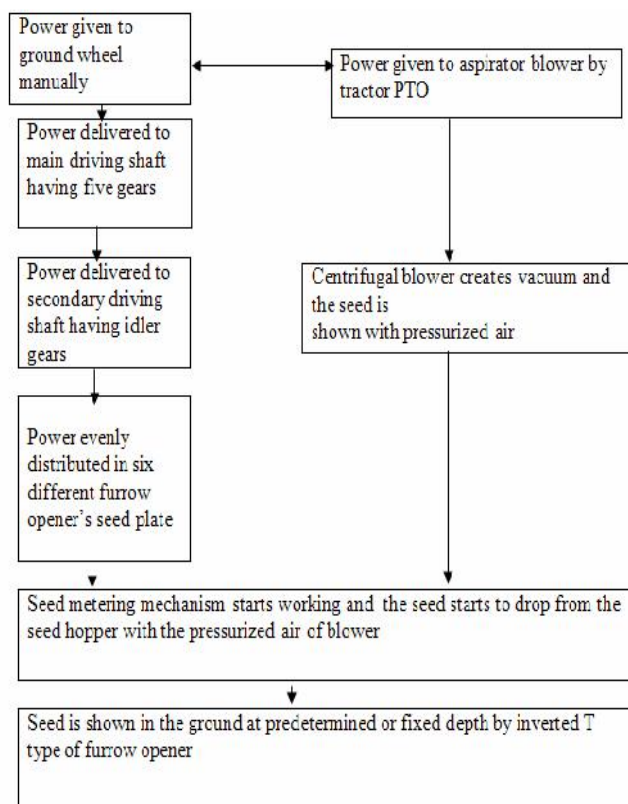 Power given to
ground wheel
manually
Power given to aspirator blower by
tractor PTO
Power delivered to
main driving shaft
having five gears
Power delivered to
secondary driving
shaft having idler
gears
Centrifugal blower creates vacuum and
the seed is
shown with pressurized air
Power evenly
distributed in six
different furrow
opener's seed plate
Seed metering mechanism starts working and the seed starts to drop from the
seed hopper with the pressurized air of blower
Seed is shown in the ground at predetermined or fixed depth by inverted T
type of furrow opener